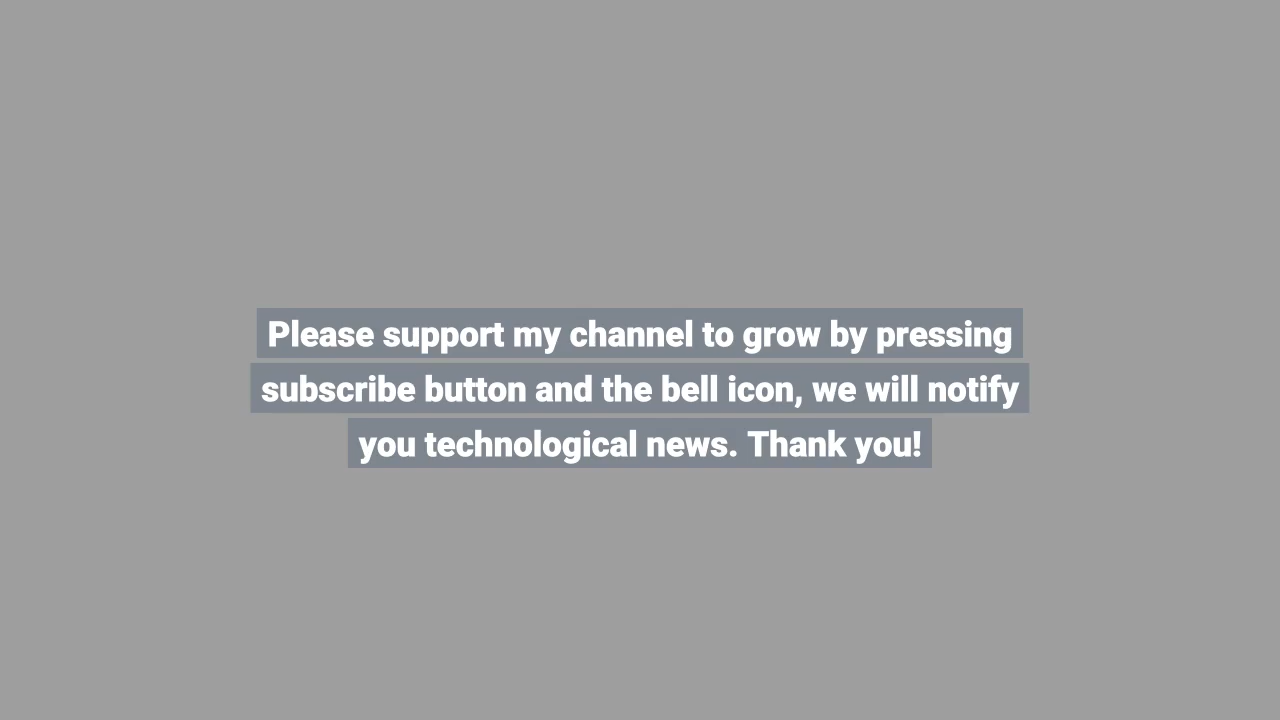 Please support my channel to grow by pressing
subscribe button and the bell icon, we will notify
you technological news. Thank you!